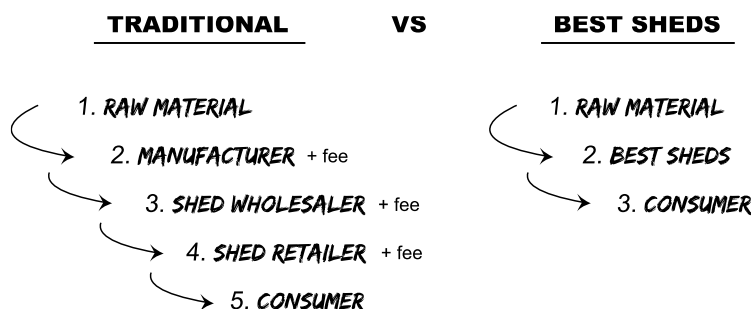 TRADITIONAL VS BEST SHEDS
1. RAW MATERIAL
2. MANUFACTURER + fee
3. SHED WHOLESALER + fee
4. SHED RETAILER + fee
5. CONSUMER
1. RAW MATERIAL
2. BEST SHEDS
3. CONSUMER